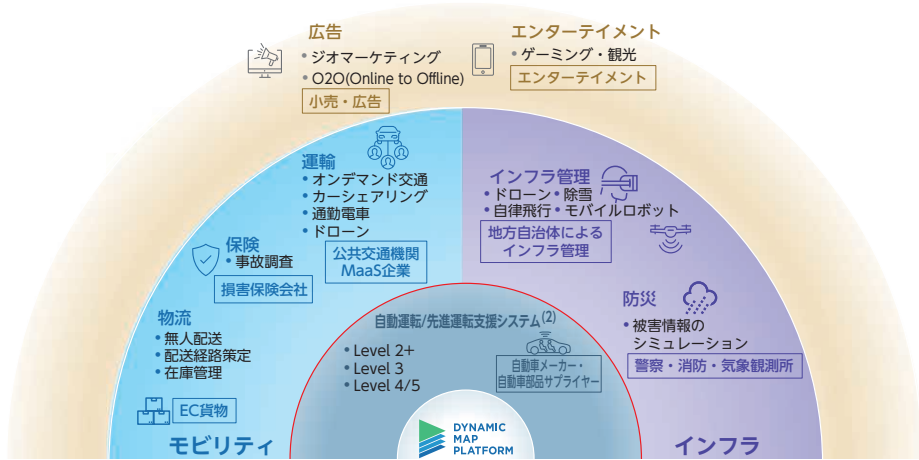 広告
• ジオマーケティング
• O2O(Online to Offline)
小売・広告
エンターテイメント
• ゲーミング・観光
エンターテイメント
運輸
• オンデマンド交通
• カーシェアリング
• 通勤電車
• ドローン
公共交通機関
MaaS企業
保険
• 事故調査
損害保険会社
物流
• 無人配送
• 配送経路策定
• 在庫管理
EC貨物
モビリティ
インフラ管理
• ドローン • 除雪
• 自律飛行 • モバイルロボット
地方自治体による
インフラ管理
防災
• 被害情報の
シミュレーション
警察・消防・気象観測所
インフラ
自動運転/先進運転支援システム(2)
• Level 2+
• Level 3
• Level 4/5
自動車メーカー・
自動車部品サプライヤー
DYNAMIC
MAP
PLATFORM